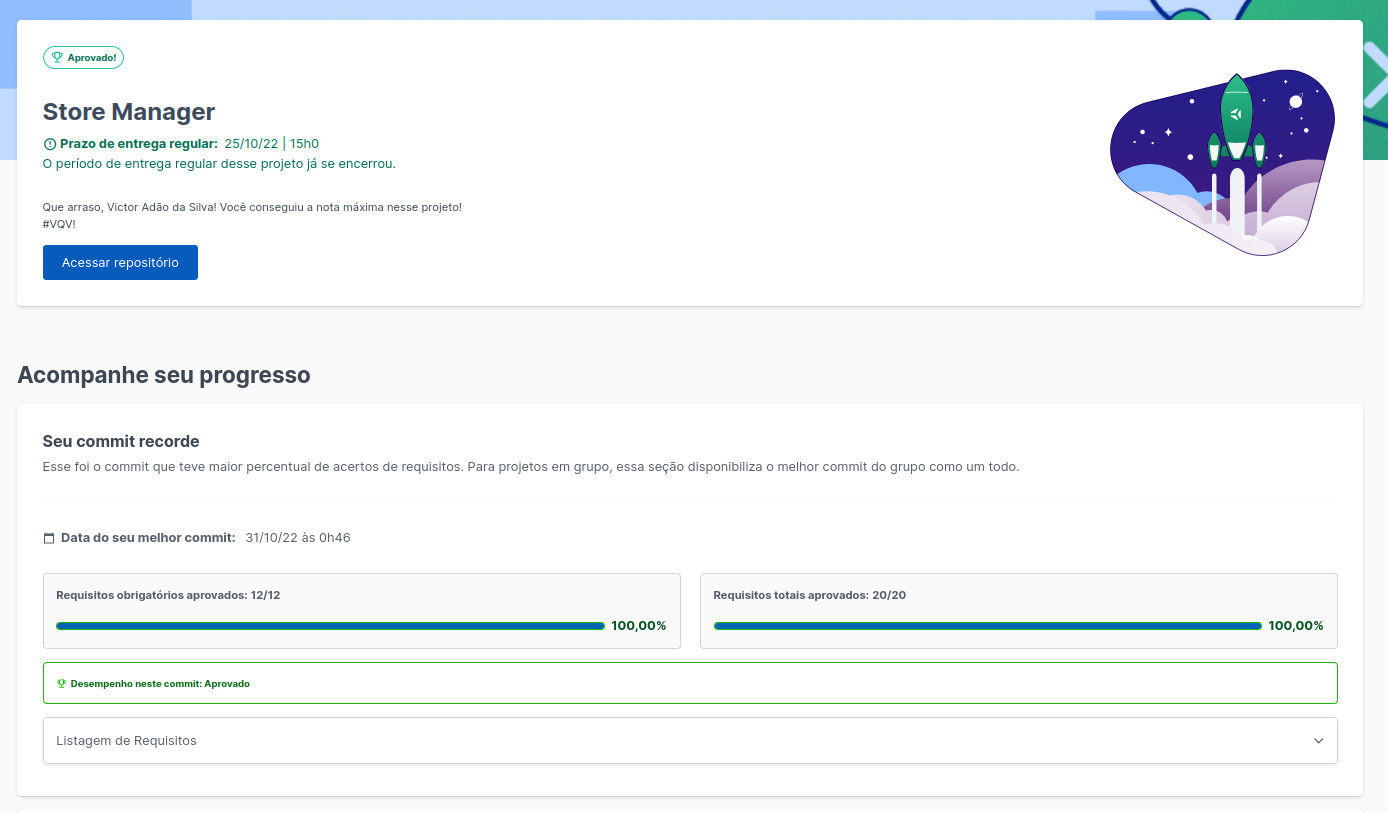 Aprovado!
Store Manager
Prazo de entrega regular: 25/10/22 | 15h0
O período de entrega regular desse projeto já se encerrou.
Que arraso, Victor Adão da Silva! Você conseguiu a nota máxima nesse projeto!
#VQV!
Acessar repositório
Acompanhe seu progresso
Seu commit recorde
Esse foi o commit que teve maior percentual de acertos de requisitos. Para projetos em grupo, essa seção disponibiliza o melhor commit do grupo como um todo.
Data do seu melhor commit: 31/10/22 às 0h46
Requisitos obrigatórios aprovados: 12/12
100,00%
Requisitos totais aprovados: 20/20
100,00%
Desempenho neste commit: Aprovado
Listagem de Requisitos